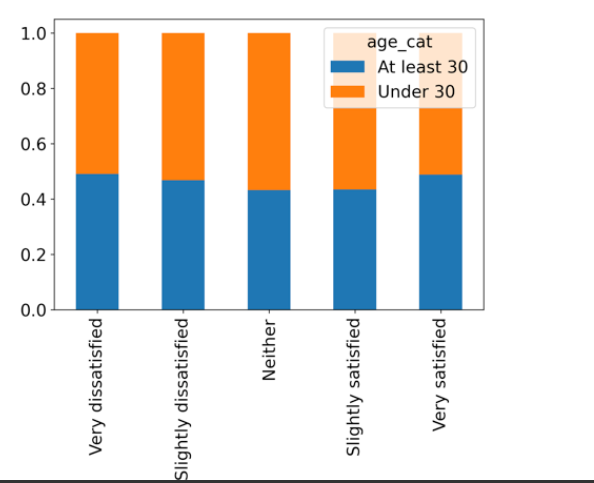 1.0
0.8
0.6
0.4
0.2
0.0
age_cat
At least 30
Under 30
Very dissatisfied
Slightly dissatisfied
Neither
Slightly satisfied
Very satisfied